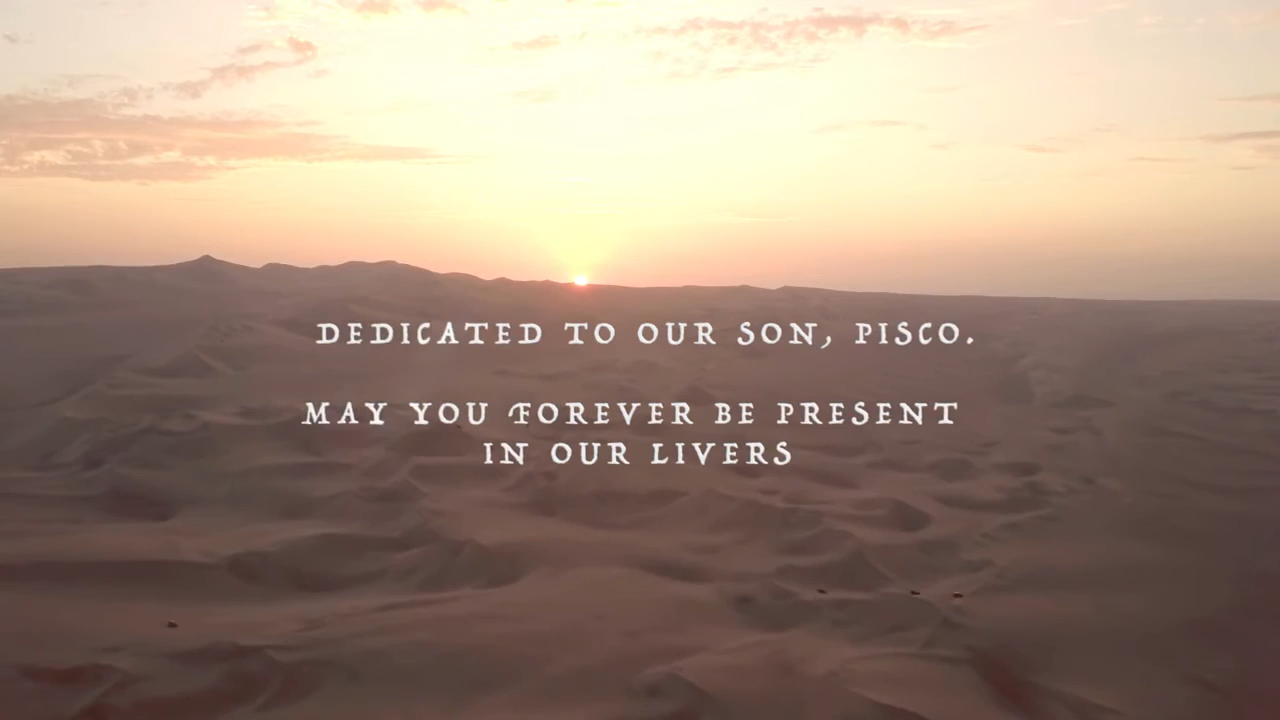 DEDICATED TO OUR SON, PISCO.
MAY YOU FOREVER BE PRESENT
IN OUR LIVERS